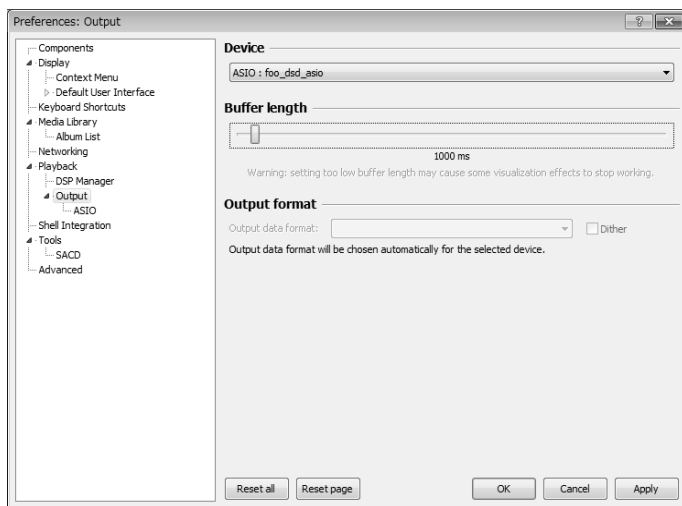 Preferences: Output
Components
Display
Context Menu
Default User Interface
Keyboard Shortcuts
Media Library
Album List
Networking
Playback
DSP Manager
Output
ASIO
Shell Integration
Tools
SACD
Advanced
Device
ASIO : foo_dsd_asio
Buffer length
1000 ms
Warning: setting too low buffer length may cause some visualization effects to stop working.
Output format
Output data format:
Dither
Output data format will be chosen automatically for the selected device.
Reset all
Reset page
OK
Cancel
Apply